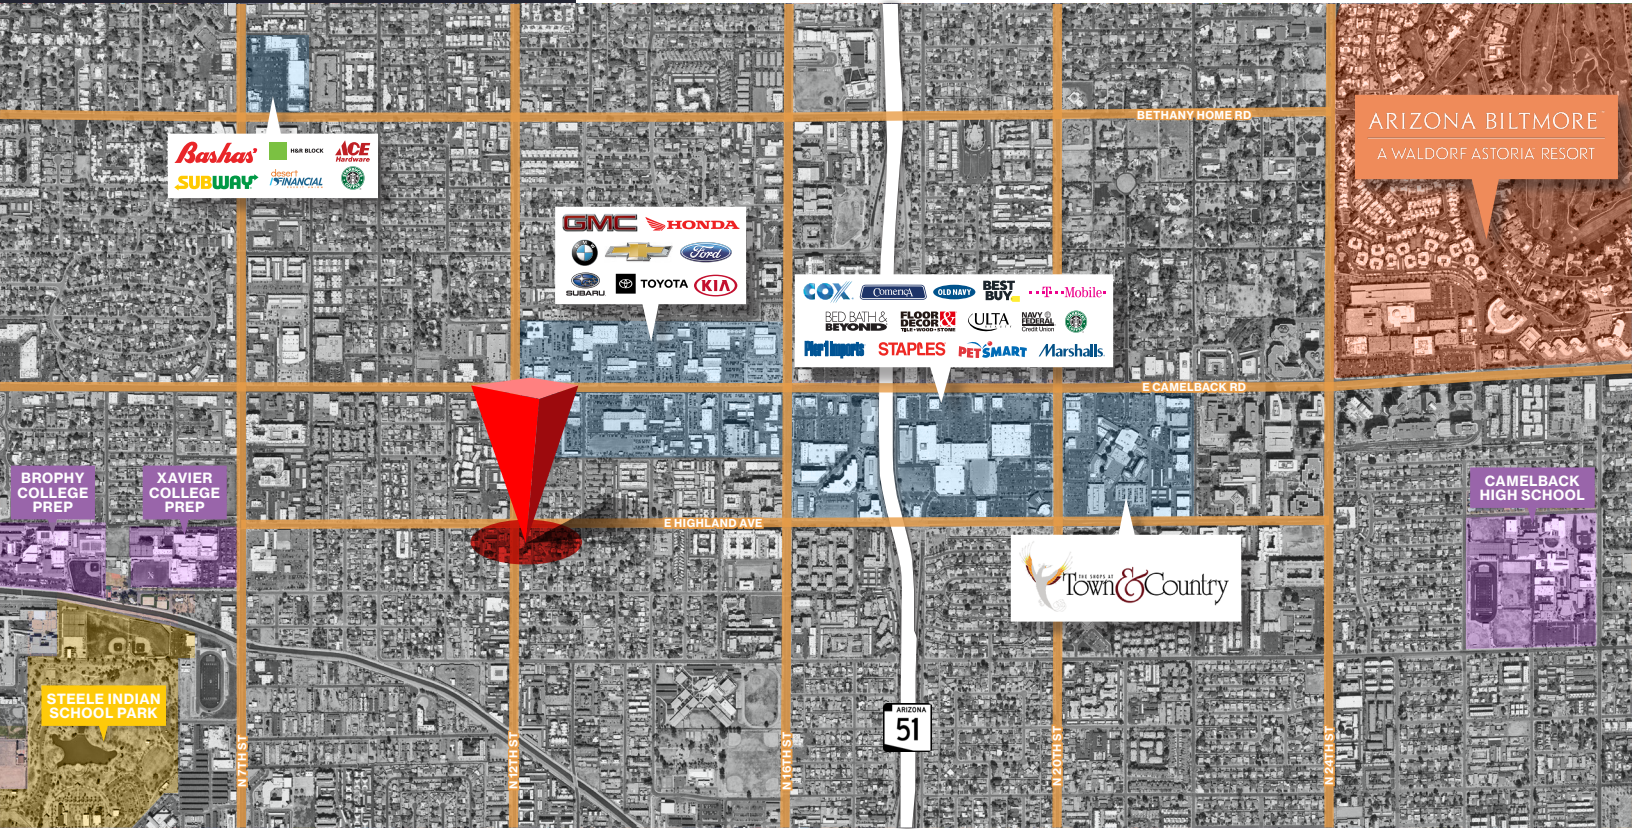 BETHANY HOME RD
ARIZONA BILTMORE
A WALDORF ASTORIA RESORT
Bashas'
H&R BLOCK
ACE
Hardware
SUBWAY
desert
FINANCIAL
GMC
HONDA
BMW
Ford
SUBARU
TOYOTA
KIA
COX
Comerica
OLD NAVY
BEST
BUY
T Mobile
BED BATH &
BEYOND
FLOOR
&
DECOR
TILE • WOOD • STONE
ULTA
NAVY
FEDERAL
Credit Union
Pier 1 imports
STAPLES
PETSMART
Marshalls.
E CAMELBACK RD
BROPHY
COLLEGE
PREP
XAVIER
COLLEGE
PREP
CAMELBACK
HIGH SCHOOL
E HIGHLAND AVE
THE SHOPS AT
Town & Country
STEELE INDIAN
SCHOOL PARK
ARIZONA
51
N 7TH ST
N 12TH ST
N 16TH ST
N 20TH ST
N 24TH ST